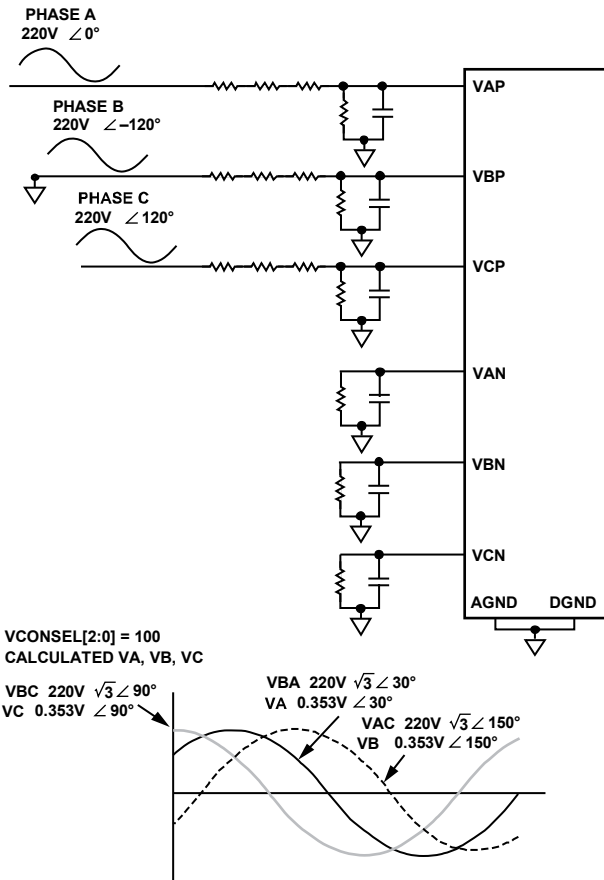 PHASE A
220V ∠0°
VAP
PHASE B
220V ∠–120°
VBP
PHASE C
220V ∠120°
VCP
VAN
VBN
VCN
AGND DGND
VCONSEL[2:0] = 100
CALCULATED VA, VB, VC
VBC 220V √3∠90°
VC 0.353V ∠90°
VBA 220V √3∠30°
VA 0.353V ∠30°
VAC 220V √3∠150°
VB 0.353V ∠150°